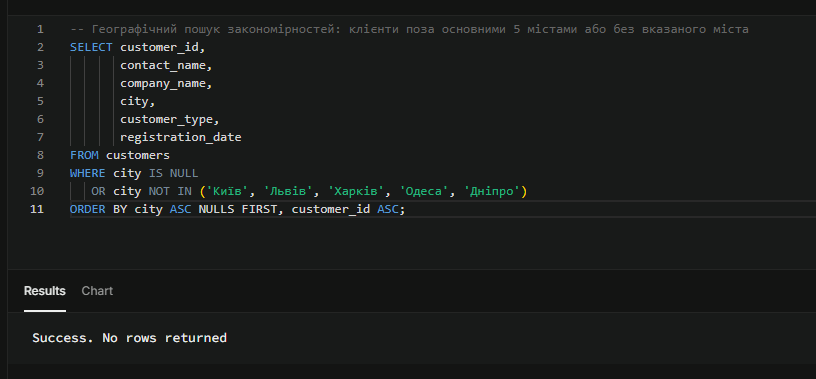 1 -- Географічний пошук закономірностей: клієнти поза основними 5 містами або без вказаного міста
2 SELECT customer_id,
3 contact_name,
4 company_name,
5 city,
6 customer_type,
7 registration_date
8 FROM customers
9 WHERE city IS NULL
10 OR city NOT IN ('Київ', 'Львів', 'Харків', 'Одеса', 'Дніпро')
11 ORDER BY city ASC NULLS FIRST, customer_id ASC;
Results Chart
Success. No rows returned